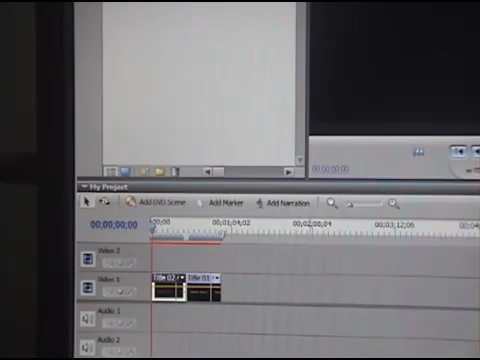 00;00;00;00
My Project
Add DVD Scene Add Marker Add Narration
00;00;00;00 00;00 00;01;04;02 00;02;08;04 00;03;12;06 00;04;
Video 2
Video 1 Title 02 Title 01
Audio 1
Audio 2